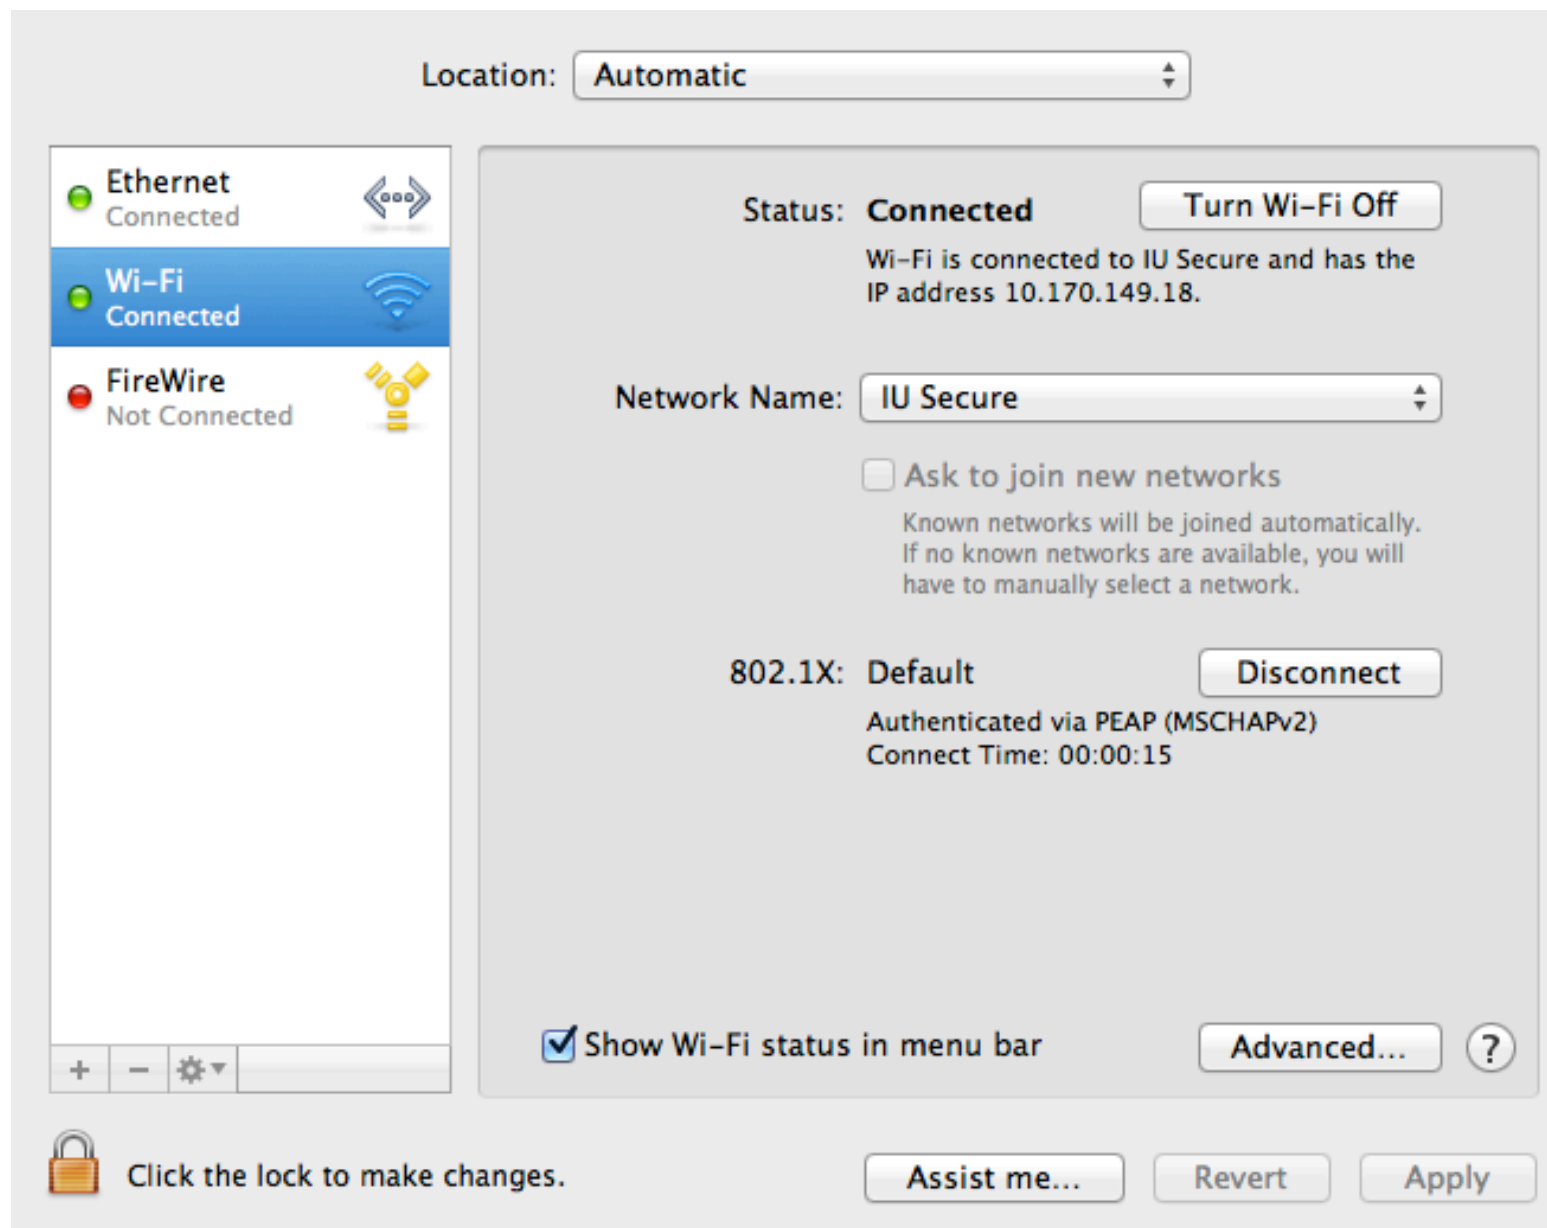 Location: Automatic
Ethernet
Connected
Wi-Fi
Connected
FireWire
Not Connected
Status: Connected Turn Wi-Fi Off
Wi-Fi is connected to IU Secure and has the
IP address 10.170.149.18.
Network Name: IU Secure
Ask to join new networks
Known networks will be joined automatically.
If no known networks are available, you will
have to manually select a network.
802.1X: Default Disconnect
Authenticated via PEAP (MSCHAPv2)
Connect Time: 00:00:15
Show Wi-Fi status in menu bar Advanced... ?
Click the lock to make changes. Assist me... Revert Apply